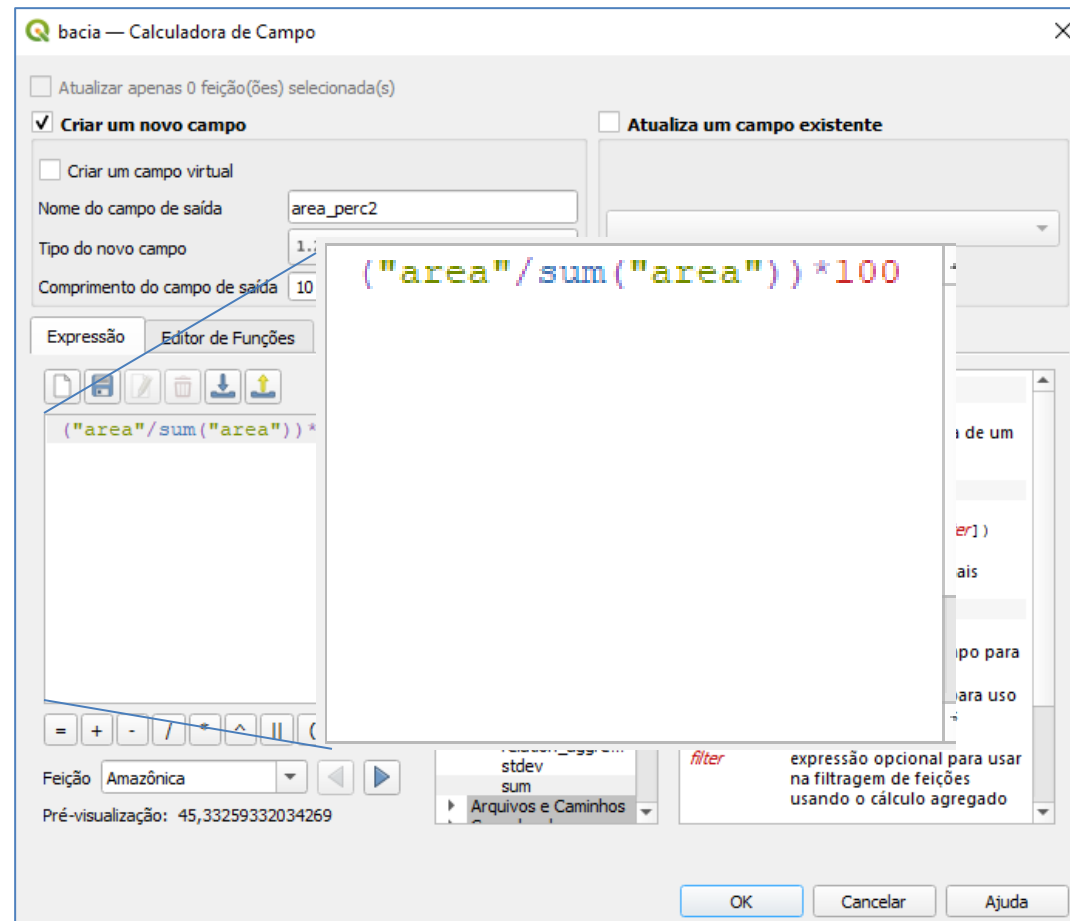 bacia — Calculadora de Campo
Atualizar apenas 0 feição(ões) selecionada(s)
Criar um novo campo
Atualiza um campo existente
Criar um campo virtual
Nome do campo de saída
area_perc2
Tipo do novo campo
Comprimento do campo de saída
10
("area"/sum("area"))*100
Expressão
Editor de Funções
("area"/sum("area"))*
a de um
er])
ais
para
para uso
= + - / * ^ || (
stdev
sum
Arquivos e Caminhos
filter
expressão opcional para usar
na filtragem de feições
usando o cálculo agregado
Feição
Amazônica
Pré-visualização: 45,33259332034269
OK
Cancelar
Ajuda